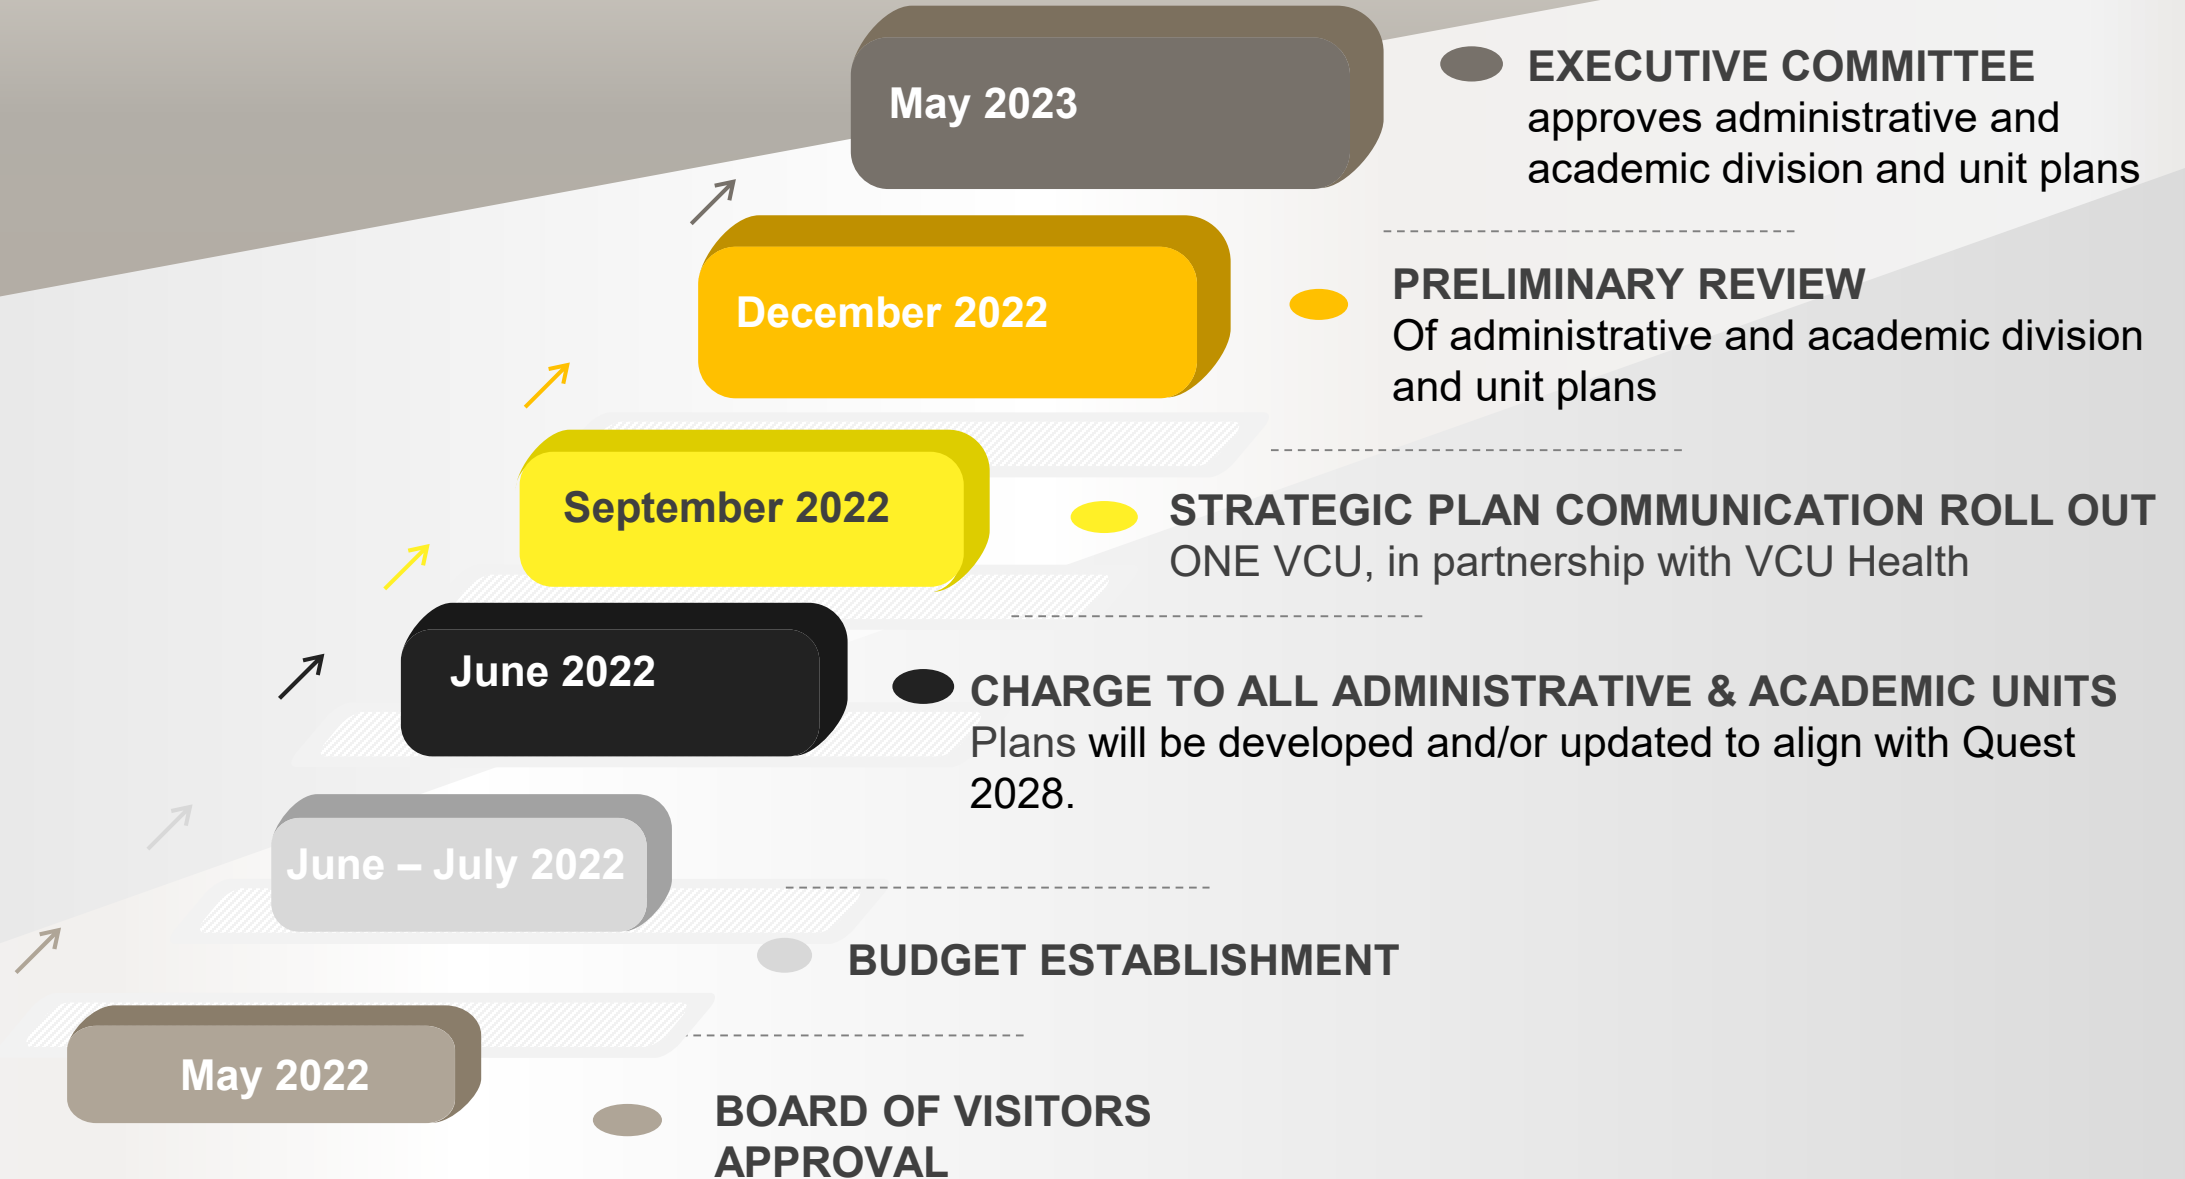 May 2023
EXECUTIVE COMMITTEE
approves administrative and
academic division and unit plans
December 2022
PRELIMINARY REVIEW
Of administrative and academic division
and unit plans
September 2022
STRATEGIC PLAN COMMUNICATION ROLL OUT
ONE VCU, in partnership with VCU Health
June 2022
CHARGE TO ALL ADMINISTRATIVE & ACADEMIC UNITS
Plans will be developed and/or updated to align with Quest
2028.
June – July 2022
BUDGET ESTABLISHMENT
May 2022
BOARD OF VISITORS
APPROVAL